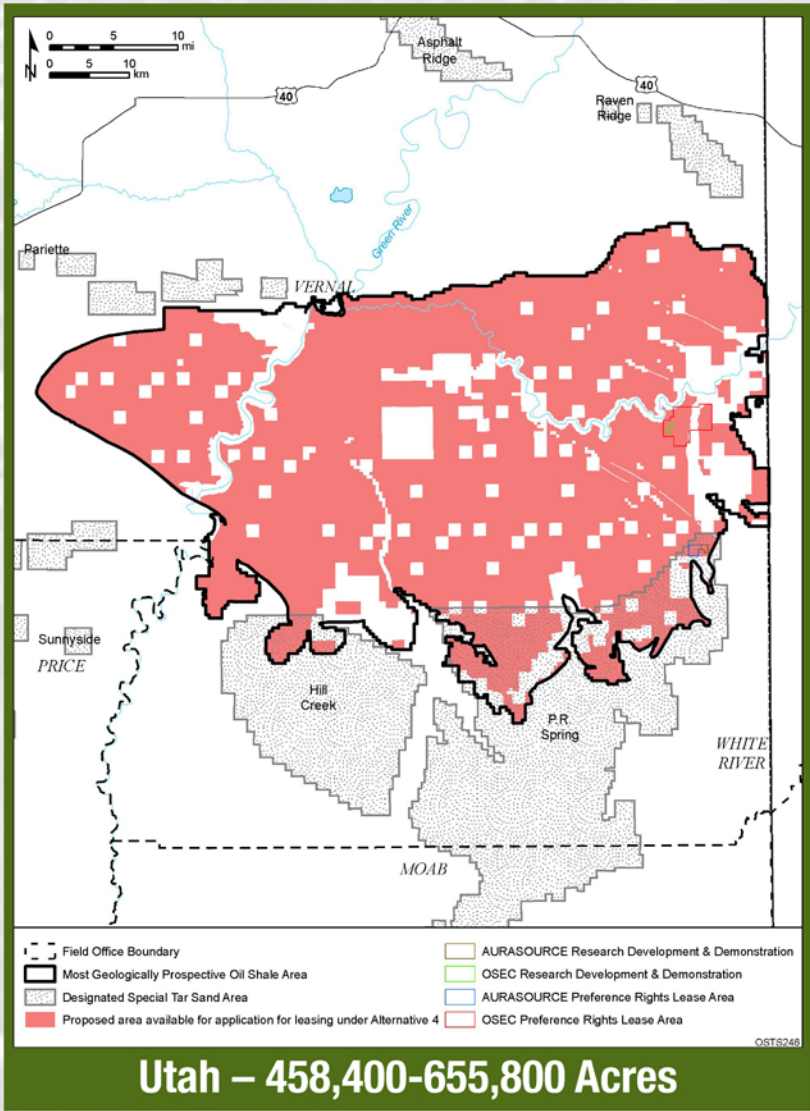 0 5 10
mi
0 5 10
km
N
Asphalt
Ridge
40
40
Raven
Ridge
Green River
Pariette
VERNAL
Sunnyside
PRICE
Hill
Creek
P.R.
Spring
WHITE
RIVER
MOAB
Field Office Boundary
Most Geologically Prospective Oil Shale Area
Designated Special Tar Sand Area
Proposed area available for application for leasing under Alternative 4
AURASOURCE Research Development & Demonstration
OSEC Research Development & Demonstration
AURASOURCE Preference Rights Lease Area
OSEC Preference Rights Lease Area
OSTS246
Utah – 458,400-655,800 Acres